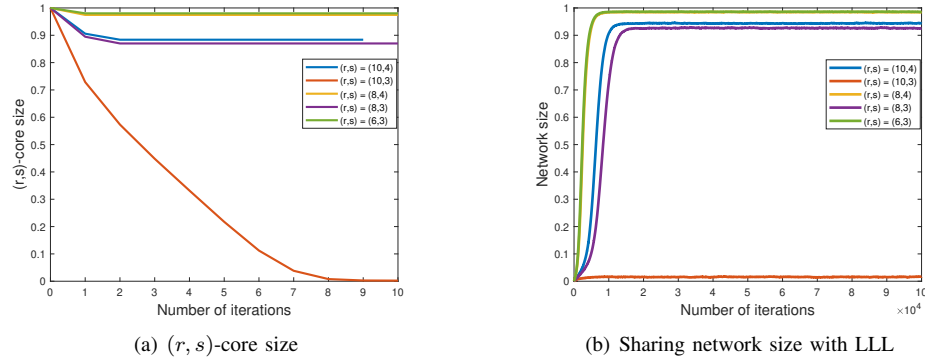 1
0.9
0.8
0.7
0.6
0.5
0.4
0.3
0.2
0.1
0
(r,s)-core size
(r,s) = (10,4)
(r,s) = (10,3)
(r,s) = (8,4)
(r,s) = (8,3)
(r,s) = (6,3)
0 1 2 3 4 5 6 7 8 9 10
Number of iterations
(a) (r, s)-core size
1
0.9
0.8
0.7
0.6
0.5
0.4
0.3
0.2
0.1
0
Network size
(r,s) = (10,4)
(r,s) = (10,3)
(r,s) = (8,4)
(r,s) = (8,3)
(r,s) = (6,3)
0 1 2 3 4 5 6 7 8 9 10
Number of iterations
×10⁴
(b) Sharing network size with LLL